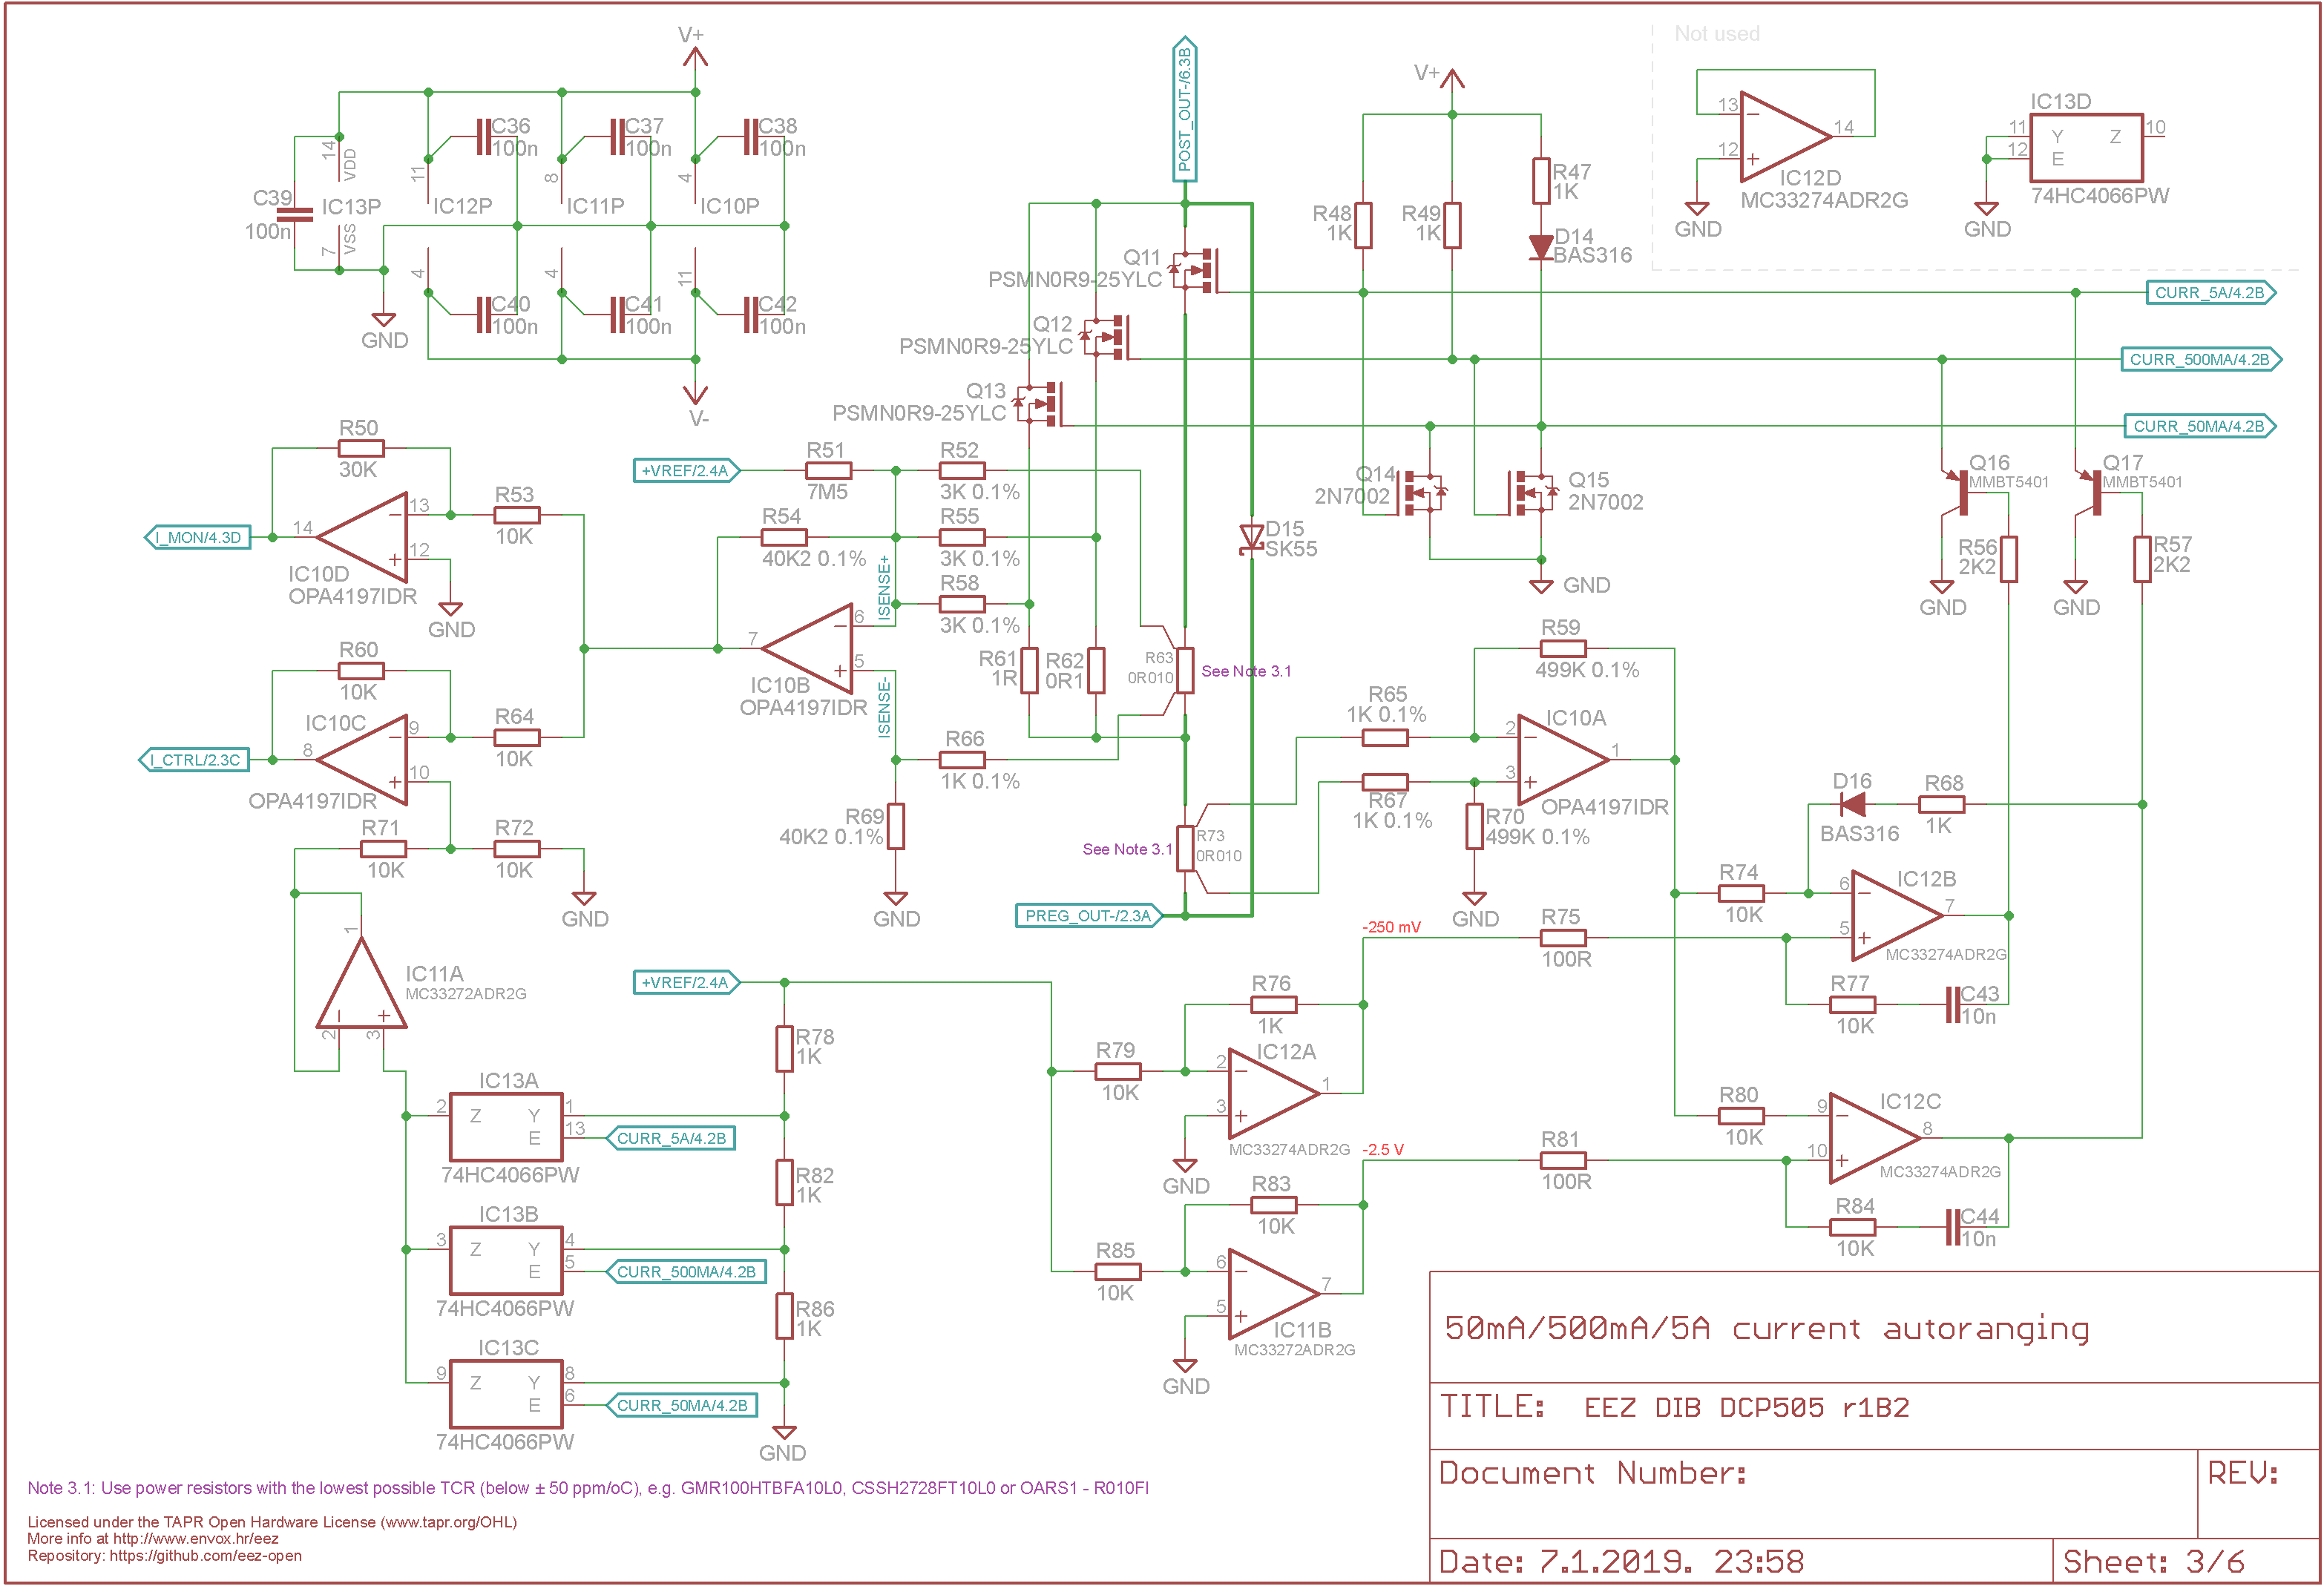 Not used
V+
C36
100n
C37
100n
C38
100n
14
VDD
11
8
4
C39
100n
IC13P
IC12P
IC11P
IC10P
7
VSS
4
4
11
C40
100n
C41
100n
C42
100n
GND
V-
POST_OUT-/6.3B
V+
R48
1K
R49
1K
R47
1K
D14
BAS316
13
12
14
IC12D
MC33274ADR2G
GND
IC13D
11
12
Y
E
Z
10
74HC4066PW
GND
Q11
PSMN0R9-25YLC
Q12
PSMN0R9-25YLC
Q13
PSMN0R9-25YLC
CURR_5A/4.2B
CURR_500MA/4.2B
CURR_50MA/4.2B
Q14
2N7002
Q15
2N7002
GND
Q16
MMBT5401
Q17
MMBT5401
R56
2K2
R57
2K2
GND
GND
R50
30K
I_MON/4.3D
14
13
12
IC10D
OPA4197IDR
R53
10K
GND
+VREF/2.4A
R51
7M5
R52
3K 0.1%
R54
40K2 0.1%
R55
3K 0.1%
R58
3K 0.1%
ISENSE+
ISENSE-
7
6
5
IC10B
OPA4197IDR
R61
1R
R62
0R1
R63
0R010
See Note 3.1
D15
SK55
R60
10K
I_CTRL/2.3C
IC10C
8
9
10
OPA4197IDR
R64
10K
R66
1K 0.1%
R69
40K2 0.1%
GND
R71
10K
R72
10K
GND
See Note 3.1
R73
0R010
PREG_OUT-/2.3A
R59
499K 0.1%
R65
1K 0.1%
R67
1K 0.1%
R70
499K 0.1%
GND
2
3
1
IC10A
OPA4197IDR
D16
BAS316
R68
1K
R74
10K
6
5
7
IC12B
MC33274ADR2G
R75
100R
R77
10K
C43
10n
-250 mV
1
2
3
IC11A
MC33272ADR2G
+VREF/2.4A
R78
1K
R82
1K
R86
1K
GND
IC13A
2
Z
Y
E
1
13
CURR_5A/4.2B
74HC4066PW
IC13B
3
Z
Y
E
4
5
CURR_500MA/4.2B
74HC4066PW
IC13C
9
Z
Y
E
8
6
CURR_50MA/4.2B
74HC4066PW
R76
1K
R79
10K
2
3
1
IC12A
MC33274ADR2G
GND
-2.5 V
R83
10K
R85
10K
6
5
7
IC11B
MC33272ADR2G
GND
R80
10K
R81
100R
9
10
8
IC12C
MC33274ADR2G
R84
10K
C44
10n
50mA/500mA/5A current autoranging
TITLE: EEZ DIB DCP505 r1B2
Document Number:
REV:
Date: 7.1.2019. 23:58
Sheet: 3/6
Note 3.1: Use power resistors with the lowest possible TCR (below ± 50 ppm/oC), e.g. GMR100HTBFA10L0, CSSH2728FT10L0 or OARS1 - R010FI
Licensed under the TAPR Open Hardware License (www.tapr.org/OHL)
More info at http://www.envox.hr/eez
Repository: https://github.com/eez-open